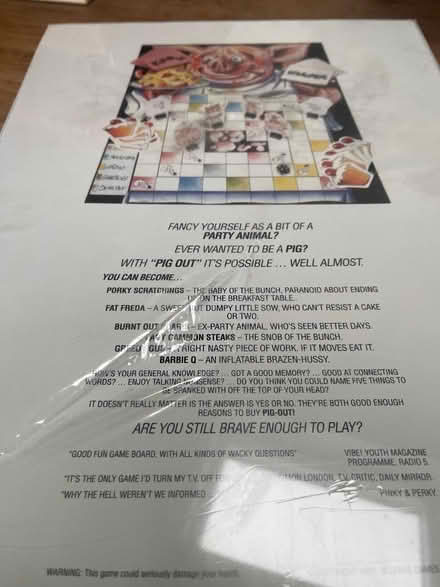 FANCY YOURSELF AS A BIT OF A
PARTY ANIMAL?
EVER WANTED TO BE A PIG?
WITH "PIG OUT" IT'S POSSIBLE ... WELL ALMOST.
YOU CAN BECOME...
PORKY SCRATCHINGS – THE BABY OF THE BUNCH, PARANOID ABOUT ENDING
UP ON THE BREAKFAST TABLE.
FAT FREDA – A SWEET BUT DUMPY LITTLE SOW, WHO CAN'T RESIST A CAKE
OR TWO.
BURNT OUT EX-PARTY ANIMAL, WHO'S SEEN BETTER DAYS.
GAMMON STEAKS – THE SNOB OF THE BUNCH.
NASTY PIECE OF WORK. IF IT MOVES EAT IT.
BARBIE Q – AN INFLATABLE BRAZEN-HUSSY.
HOW'S YOUR GENERAL KNOWLEDGE? ... GOT A GOOD MEMORY? ... GOOD AT CONNECTING
WORDS? ... ENJOY TALKING NONSENSE? ... DO YOU THINK YOU COULD NAME FIVE THINGS TO
BE SPANKED WITH OFF THE TOP OF YOUR HEAD?
IT DOESN'T REALLY MATTER IS THE ANSWER IS YES OR NO. THEY'RE BOTH GOOD ENOUGH
REASONS TO BUY PIG-OUT!
ARE YOU STILL BRAVE ENOUGH TO PLAY?
"GOOD FUN GAME BOARD, WITH ALL KINDS OF WACKY QUESTIONS" VIBE! YOUTH MAGAZINE
PROGRAMME, RADIO 5.
"IT'S THE ONLY GAME I'D TURN MY T.V. OFF LONDON, T.V. CRITIC, DAILY MIRROR.
"WHY THE HELL WEREN'T WE INFORMED PINKY & PERKY.
WARNING: This game could seriously damage your health.